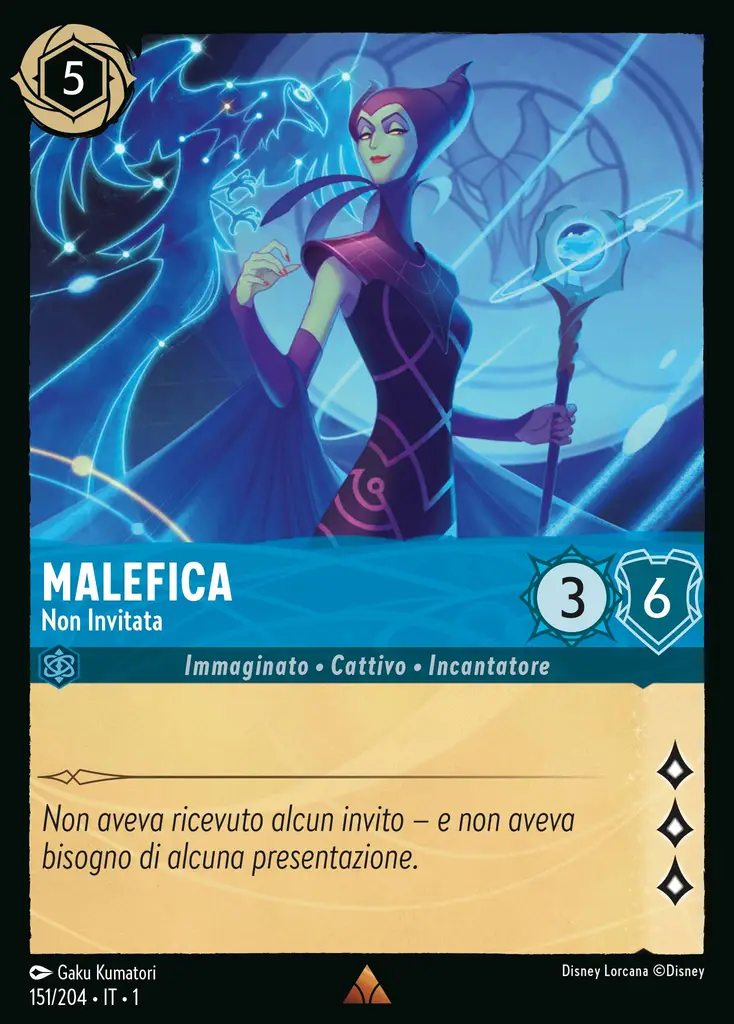 5
MALEFICA
Non Invitata
3
6
Immaginato • Cattivo • Incantatore
Non aveva ricevuto alcun invito – e non aveva
bisogno di alcuna presentazione.
Gaku Kumatori
Disney Lorcana ©Disney
151/204 • IT • 1